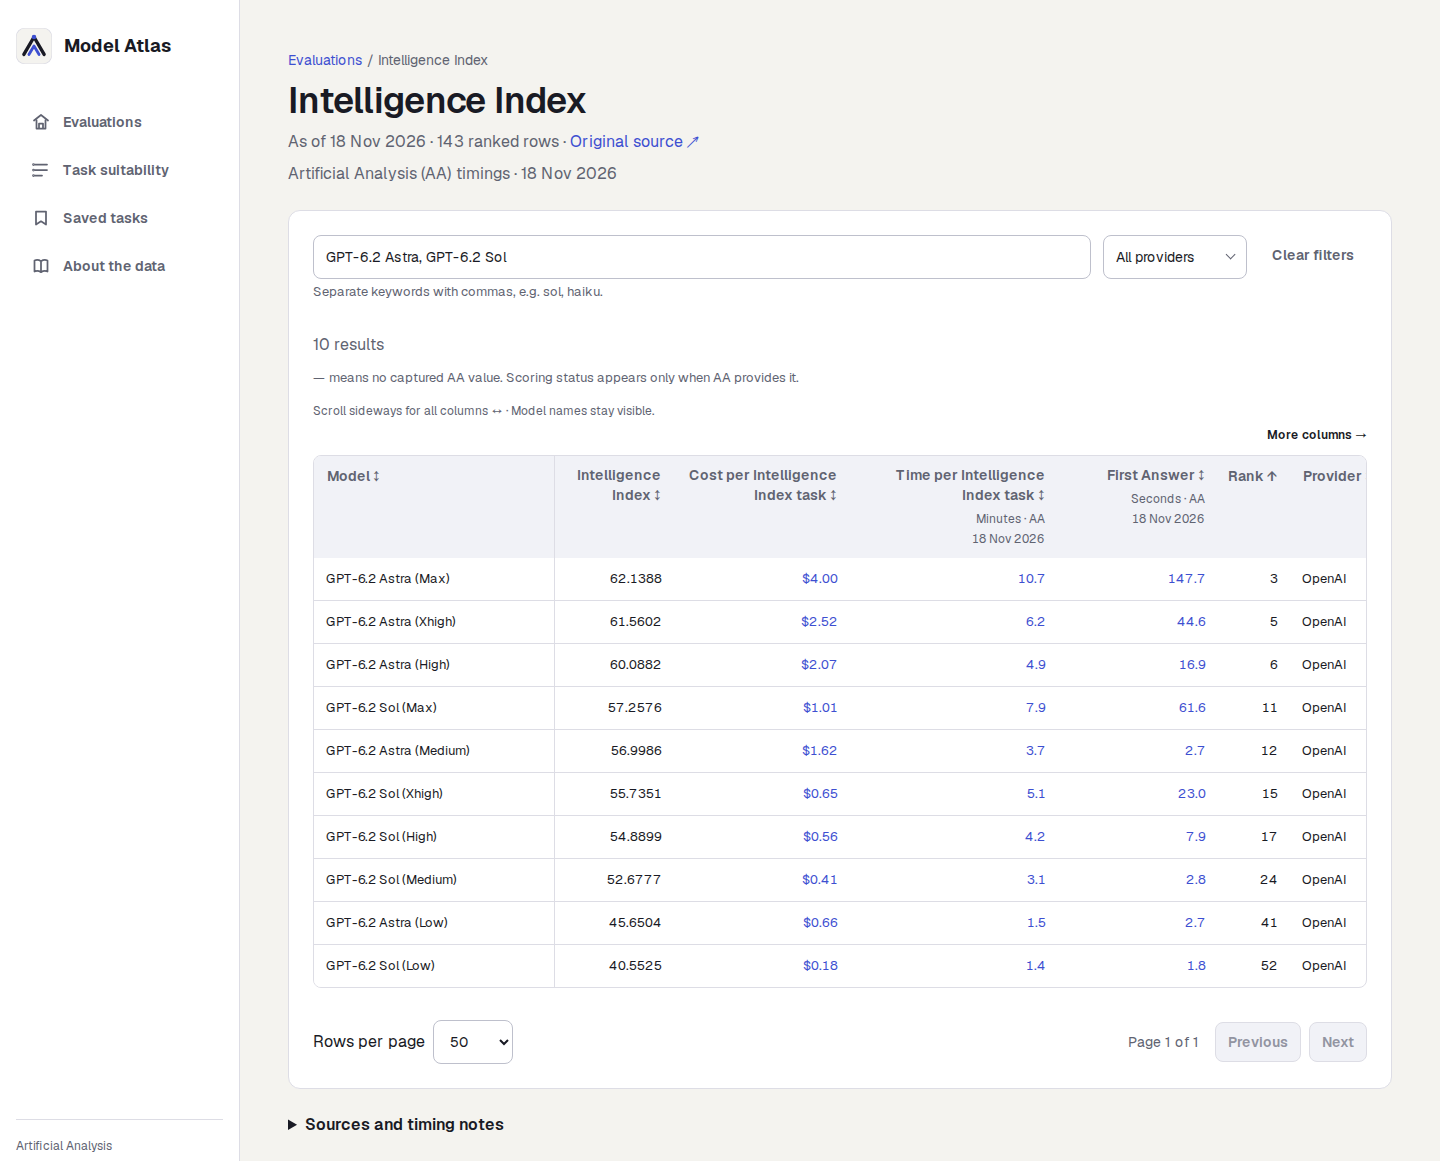 Model Atlas
Evaluations
Task suitability
Saved tasks
About the data
Artificial Analysis
Evaluations / Intelligence Index
Intelligence Index
As of 18 Nov 2026 · 143 ranked rows · Original source ↗
Artificial Analysis (AA) timings · 18 Nov 2026
GPT-6.2 Astra, GPT-6.2 Sol
All providers
Clear filters
Separate keywords with commas, e.g. sol, haiku.
10 results
— means no captured AA value. Scoring status appears only when AA provides it.
Scroll sideways for all columns ↔ · Model names stay visible.
More columns →
Model ↕ Intelligence Index ↕ Cost per Intelligence Index task ↕ Time per Intelligence Index task ↕ Minutes · AA 18 Nov 2026 First Answer ↕ Seconds · AA 18 Nov 2026 Rank ↑ Provider
GPT-6.2 Astra (Max) 62.1388 $4.00 10.7 147.7 3 OpenAI
GPT-6.2 Astra (Xhigh) 61.5602 $2.52 6.2 44.6 5 OpenAI
GPT-6.2 Astra (High) 60.0882 $2.07 4.9 16.9 6 OpenAI
GPT-6.2 Sol (Max) 57.2576 $1.01 7.9 61.6 11 OpenAI
GPT-6.2 Astra (Medium) 56.9986 $1.62 3.7 2.7 12 OpenAI
GPT-6.2 Sol (Xhigh) 55.7351 $0.65 5.1 23.0 15 OpenAI
GPT-6.2 Sol (High) 54.8899 $0.56 4.2 7.9 17 OpenAI
GPT-6.2 Sol (Medium) 52.6777 $0.41 3.1 2.8 24 OpenAI
GPT-6.2 Astra (Low) 45.6504 $0.66 1.5 2.7 41 OpenAI
GPT-6.2 Sol (Low) 40.5525 $0.18 1.4 1.8 52 OpenAI
Rows per page 50
Page 1 of 1 Previous Next
▶ Sources and timing notes